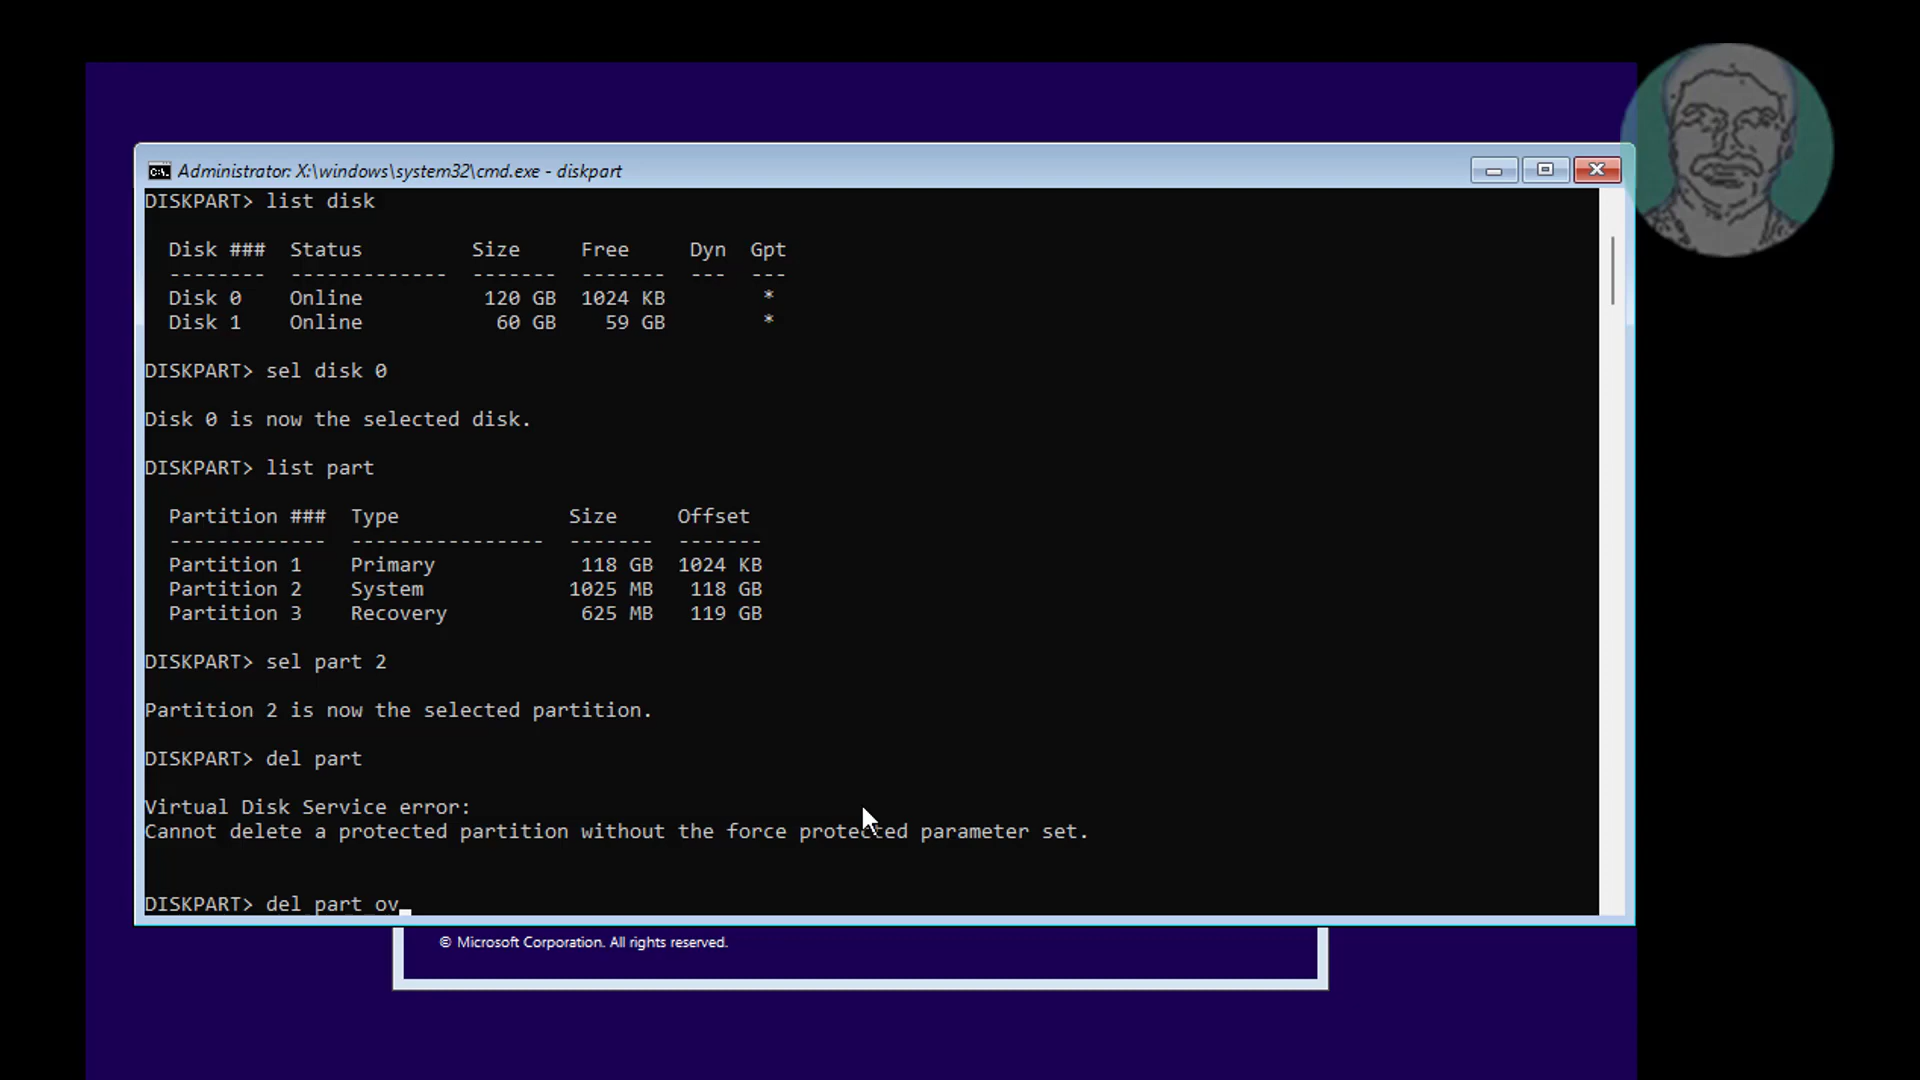 Administrator: X:\windows\system32\cmd.exe - diskpart
DISKPART> list disk
Disk ### Status Size Free Dyn Gpt
-------- ------------- ------- ------- --- ---
Disk 0 Online 120 GB 1024 KB *
Disk 1 Online 60 GB 59 GB *
DISKPART> sel disk 0
Disk 0 is now the selected disk.
DISKPART> list part
Partition ### Type Size Offset
------------- ---------------- ------- -------
Partition 1 Primary 118 GB 1024 KB
Partition 2 System 1025 MB 118 GB
Partition 3 Recovery 625 MB 119 GB
DISKPART> sel part 2
Partition 2 is now the selected partition.
DISKPART> del part
Virtual Disk Service error:
Cannot delete a protected partition without the force protected parameter set.
DISKPART> del part ov_
© Microsoft Corporation. All rights reserved.